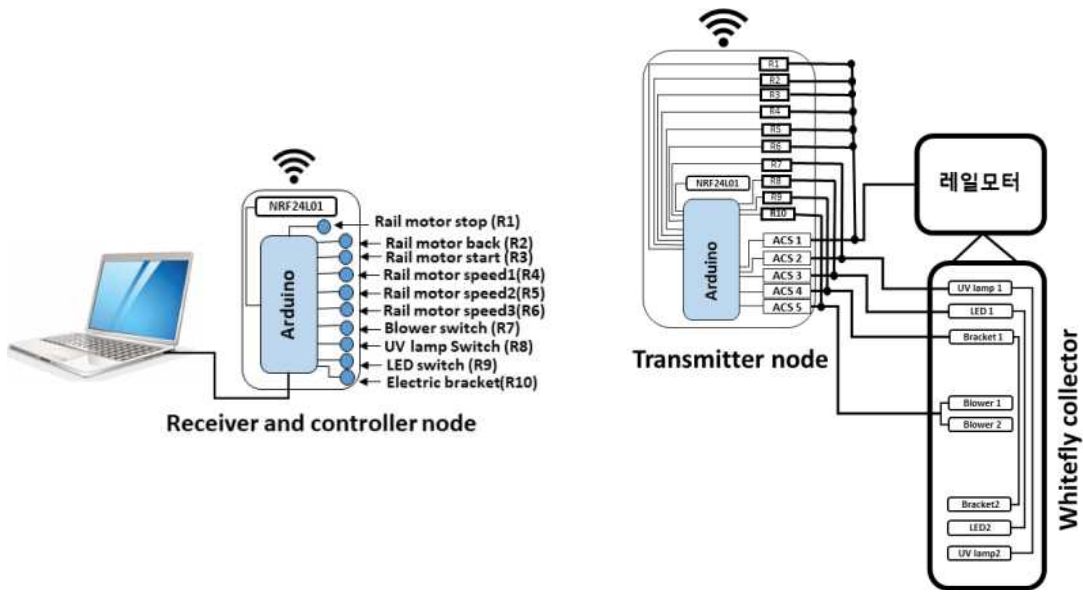 NRF24L01
Arduino
Rail motor stop (R1)
Rail motor back (R2)
Rail motor start (R3)
Rail motor speed1(R4)
Rail motor speed2(R5)
Rail motor speed3(R6)
Blower switch (R7)
UV lamp Switch (R8)
LED switch (R9)
Electric bracket(R10)
Receiver and controller node
R1
R2
R3
R4
R5
R6
R7
R8
R9
R10
NRF24L01
Arduino
ACS 1
ACS 2
ACS 3
ACS 4
ACS 5
Transmitter node
레일모터
UV lamp 1
LED 1
Bracket 1
Blower 1
Blower 2
Bracket2
LED2
UV lamp2
Whitefly collector